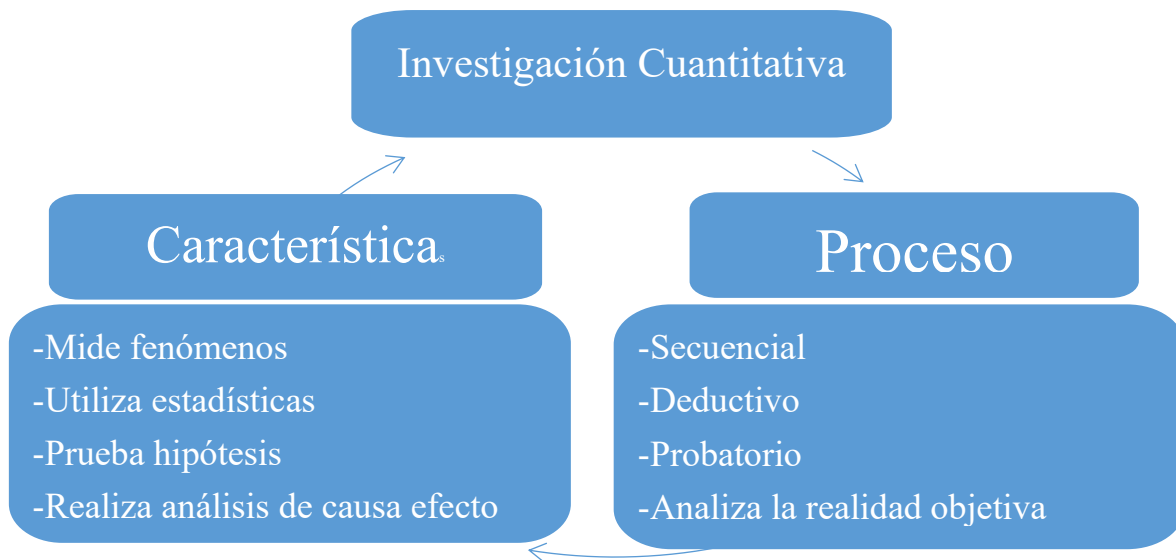 Investigación Cuantitativa
Características
-Mide fenómenos
-Utiliza estadísticas
-Prueba hipótesis
-Realiza análisis de causa efecto
Proceso
-Secuencial
-Deductivo
-Probatorio
-Analiza la realidad objetiva